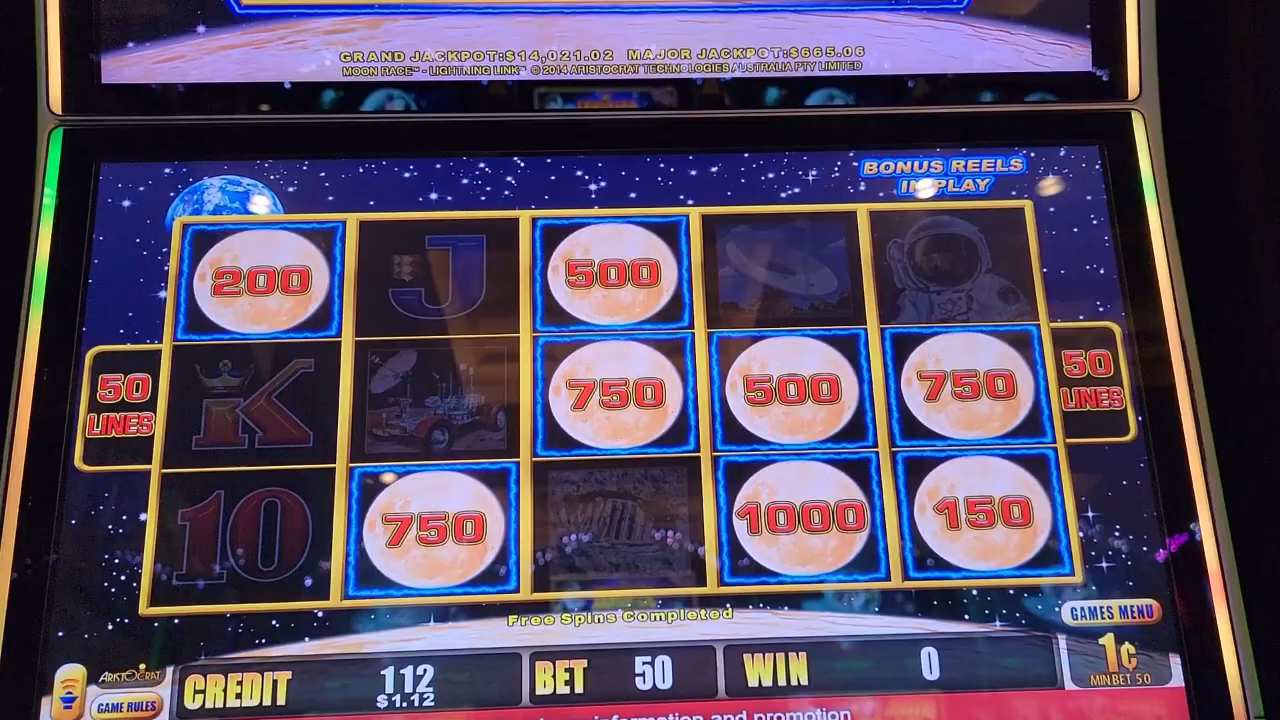 GRAND JACKPOT:$14,021.02 MAJOR JACKPOT:$665.06
MOON RACE™ - LIGHTNING LINK™ © 2014 ARISTOCRAT TECHNOLOGIES AUSTRALIA PTY LIMITED
BONUS REELS
IN PLAY
200
J
500
50
LINES
K
750
500
750
50
LINES
10
750
1000
150
Free Spins Completed
GAMES MENU
ARISTOCRAT
GAME RULES
CREDIT
112
$1.12
BET
50
WIN
0
1¢
MIN BET 50
information and promotion